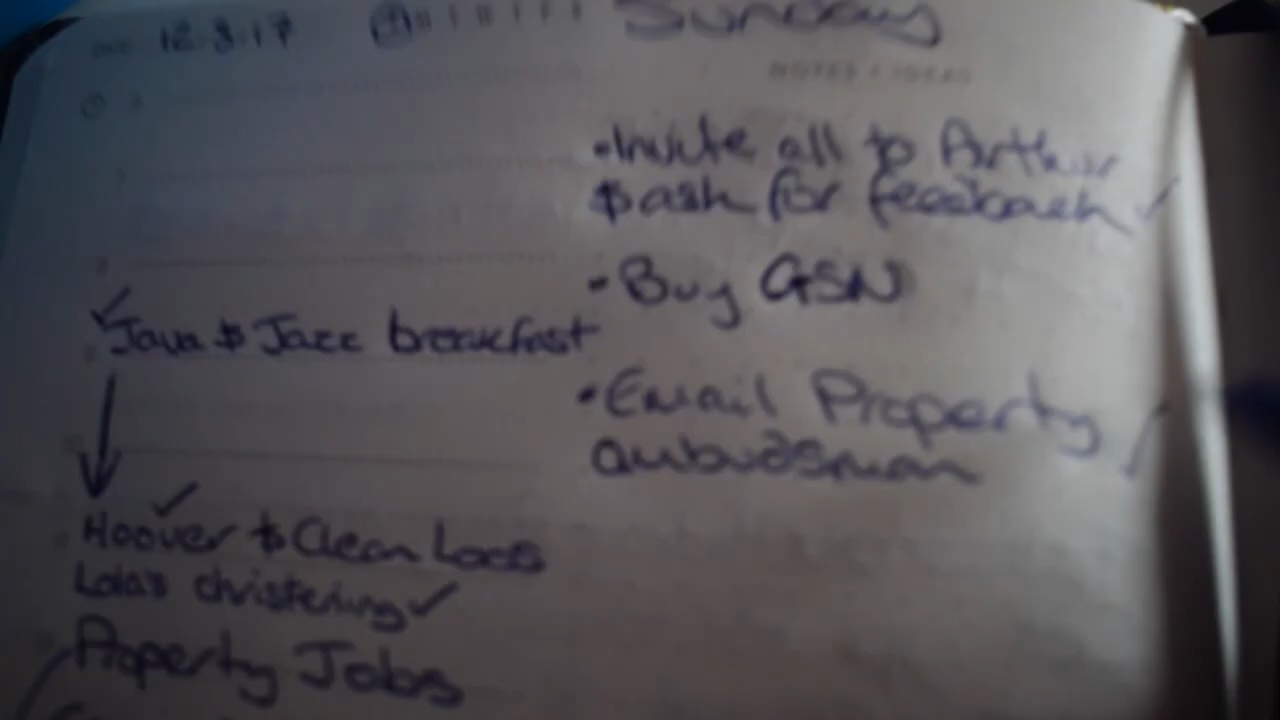 12.3.17
Sunday
NOTES / IDEAS
•Invite all to Arthur
& ask for feedback ✓
• Buy GSN
✓Java & Jazz breakfast
• Email Property
ombudsman
Hoover & Clean Loos
Lola's christening ✓
Property Jobs